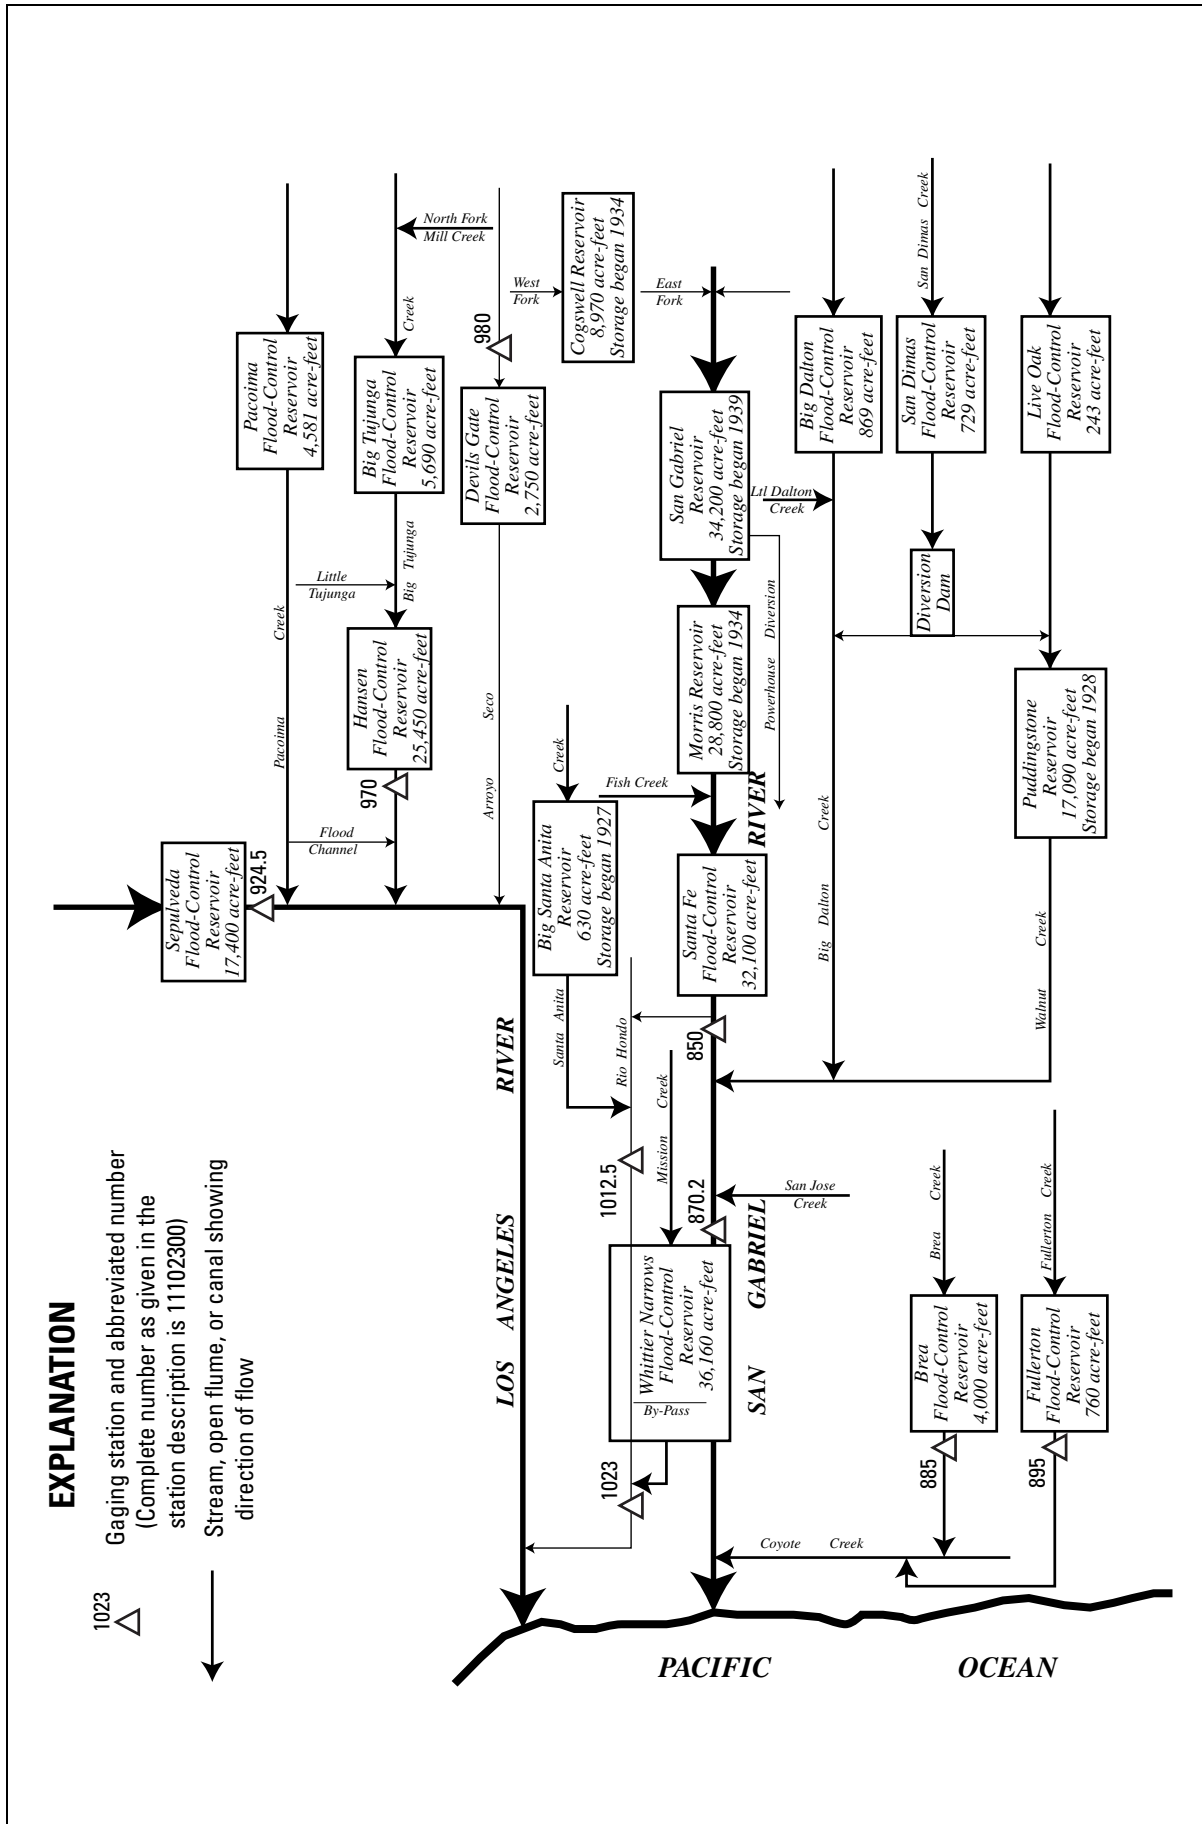 EXPLANATION
1023
Gaging station and abbreviated number
(Complete number as given in the
station description is 11102300)
Stream, open flume, or canal showing
direction of flow
Sepulveda
Flood-Control
Reservoir
17,400 acre-feet
924.5
Pacoima
Flood-Control
Reservoir
4,581 acre-feet
Pacoima Creek
Flood
Channel
North Fork
Mill Creek
Creek
Big Tujunga
Flood-Control
Reservoir
5,690 acre-feet
Big Tujunga
Little
Tujunga
Hansen
Flood-Control
Reservoir
25,450 acre-feet
970
980
Devils Gate
Flood-Control
Reservoir
2,750 acre-feet
Arroyo Seco
LOS ANGELES RIVER
West
Fork
Cogswell Reservoir
8,970 acre-feet
Storage began 1934
East
Fork
San Gabriel
Reservoir
34,200 acre-feet
Storage began 1939
Powerhouse Diversion
Morris Reservoir
28,800 acre-feet
Storage began 1934
Fish Creek
Creek
Big Santa Anita
Reservoir
630 acre-feet
Storage began 1927
Santa Anita
Santa Fe
Flood-Control
Reservoir
32,100 acre-feet
850
Rio Hondo
Mission Creek
1012.5
870.2
San Jose
Creek
Whittier Narrows
Flood-Control
Reservoir
36,160 acre-feet
By-Pass
1023
SAN GABRIEL RIVER
Big Dalton
Flood-Control
Reservoir
869 acre-feet
Ltl Dalton
Creek
Big Dalton Creek
San Dimas Creek
San Dimas
Flood-Control
Reservoir
729 acre-feet
Diversion
Dam
Live Oak
Flood-Control
Reservoir
243 acre-feet
Puddingstone
Reservoir
17,090 acre-feet
Storage began 1928
Walnut Creek
Brea Creek
Brea
Flood-Control
Reservoir
4,000 acre-feet
885
Fullerton Creek
Fullerton
Flood-Control
Reservoir
760 acre-feet
895
Coyote Creek
PACIFIC OCEAN